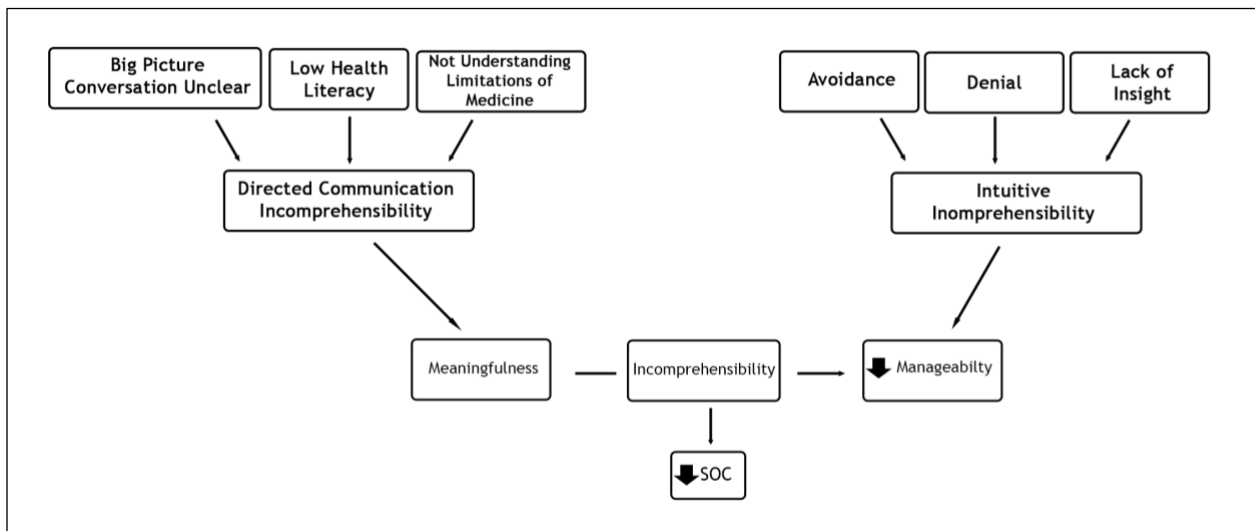 Big Picture
Conversation Unclear
Low Health
Literacy
Not Understanding
Limitations of
Medicine
Avoidance
Denial
Lack of
Insight
Directed Communication
Incomprehensibility
Intuitive
Inomprehensibility
Meaningfulness
Incomprehensibility
Manageabilty
SOC